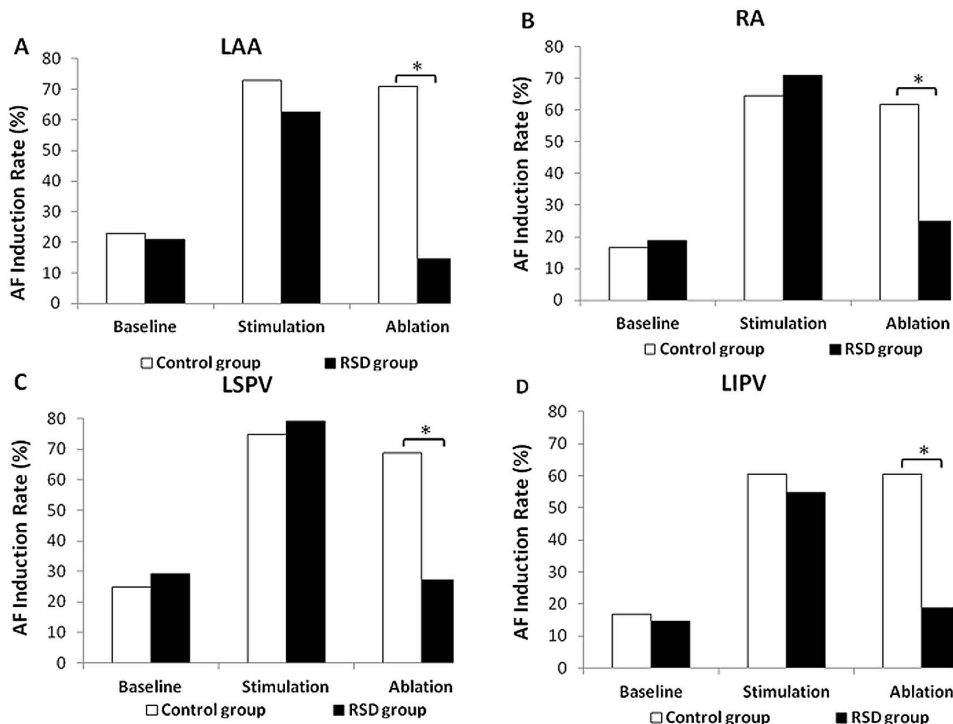 A
LAA
AF Induction Rate (%)
80
70
60
50
40
30
20
10
0
*
Baseline Stimulation Ablation
Control group RSD group
B
RA
AF Induction Rate (%)
80
70
60
50
40
30
20
10
0
*
Baseline Stimulation Ablation
Control group RSD group
C
LSPV
AF Induction Rate (%)
80
70
60
50
40
30
20
10
0
*
Baseline Stimulation Ablation
Control group RSD group
D
LIPV
AF Induction Rate (%)
80
70
60
50
40
30
20
10
0
*
Baseline Stimulation Ablation
Control group RSD group